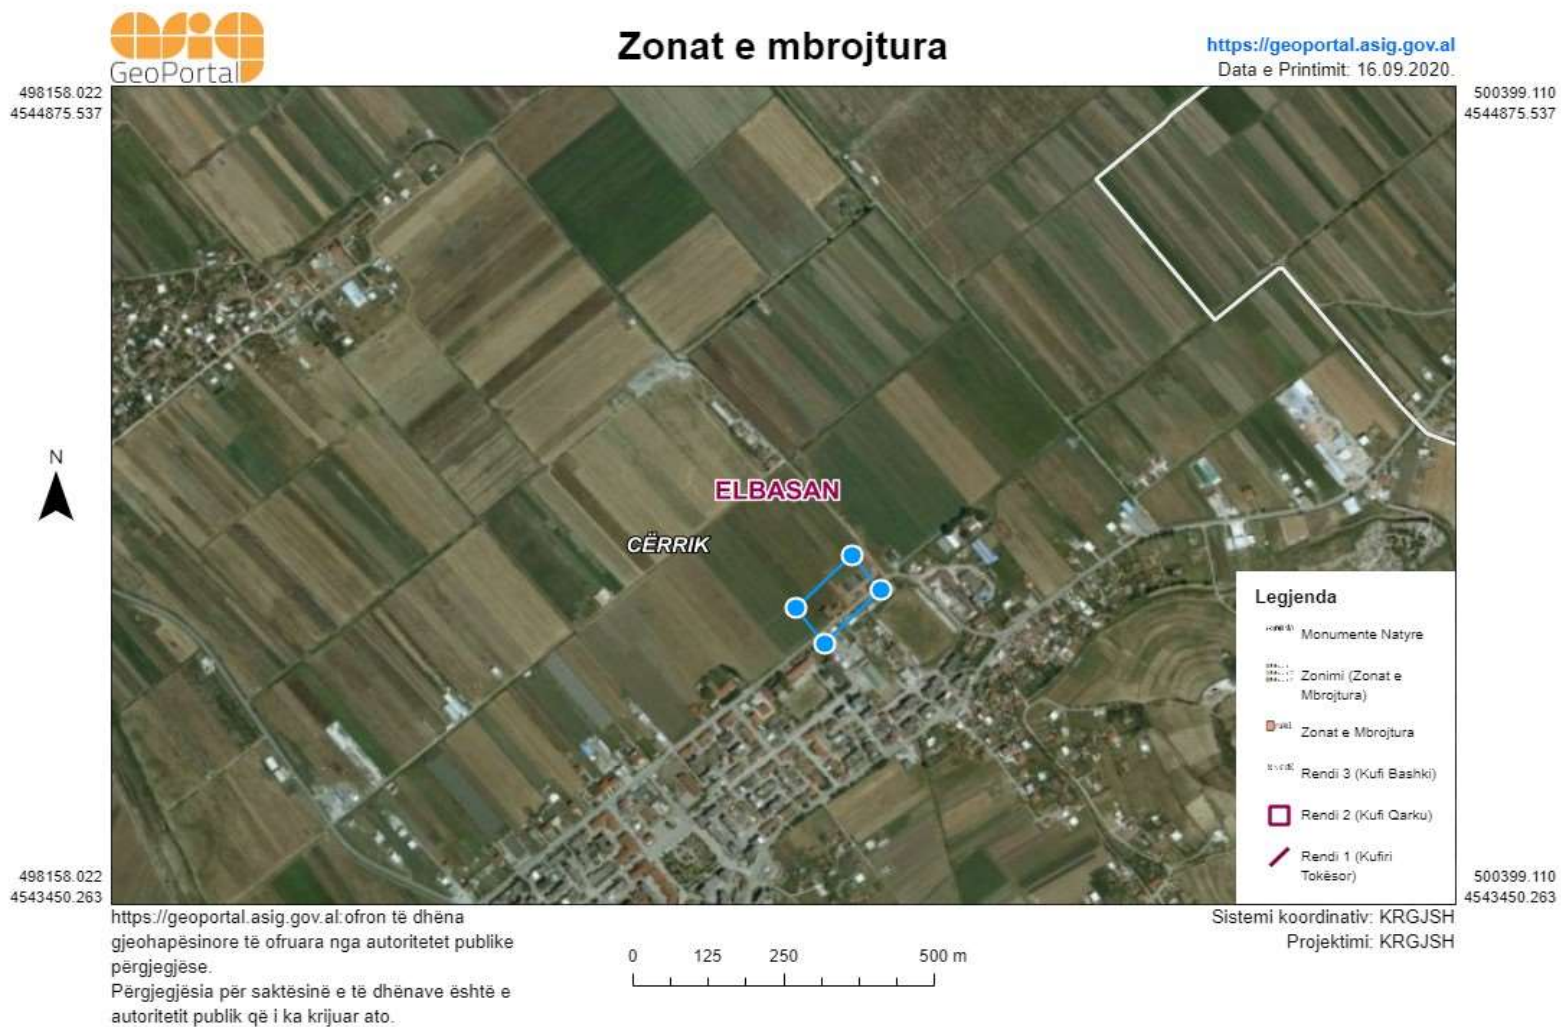 asig
GeoPortal
Zonat e mbrojtura
https://geoportal.asig.gov.al
Data e Printimit: 16.09.2020.
498158.022
4544875.537
500399.110
4544875.537
N
ELBASAN
CËRRIK
Legjenda
Monumente Natyre
Zonimi (Zonat e
Mbrojtura)
Zonat e Mbrojtura
Rendi 3 (Kufi Bashki)
Rendi 2 (Kufi Qarku)
Rendi 1 (Kufiri
Tokësor)
498158.022
4543450.263
500399.110
4543450.263
https://geoportal.asig.gov.al:ofron të dhëna
gjeohapësinore të ofruara nga autoritetet publike
përgjegjëse.
Përgjegjësia për saktësinë e të dhënave është e
autoritetit publik që i ka krijuar ato.
0 125 250 500 m
Sistemi koordinativ: KRGJSH
Projektimi: KRGJSH